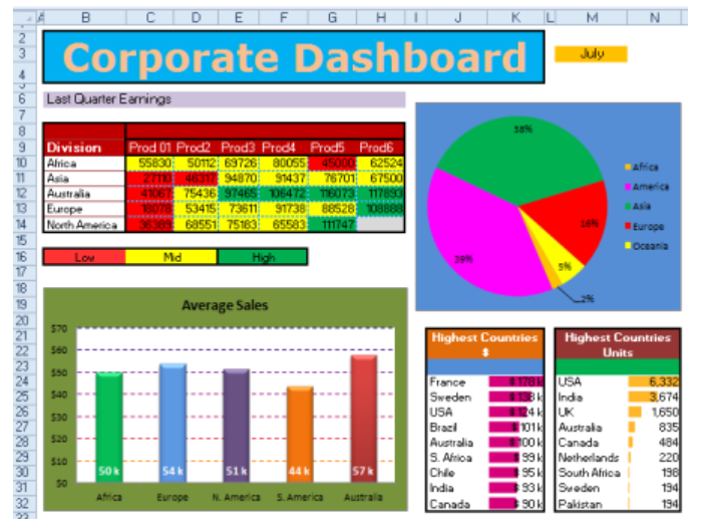 A B C D E F G H I J K L M N
2
3 Corporate Dashboard July
4
5
6 Last Quarter Earnings
7
8
9 Division Prod 01 Prod2 Prod3 Prod4 Prod5 Prod6
10 Africa 55830 50112 69726 80055 45000 62524
11 Asia 27110 46317 94870 91437 76701 67500
12 Australia 41067 75436 97465 106472 116073 117893
13 Europe 18078 53415 73611 91738 88528 108888
14 North America 68551 75183 65583 111747
15
16 Low Mid High
17
18
19
20
21
22
23
24
25
26
27
28
29
30
31
32
33
38%
16%
5%
2%
39%
Africa
America
Asia
Europe
Oceania
Average Sales
$70
$60
$50
$40
$30
$20
$10
$0
50 k 54 k 51 k 44 k 57 k
Africa Europe N. America S. America Australia
Highest Countries
$
France $ 178 k
Sweden $ 138 k
USA $ 124 k
Brazil $ 101 k
Australia $ 100 k
S. Africa $ 99 k
Chile $ 95 k
India $ 93 k
Canada $ 90 k
Highest Countries
Units
USA 6,332
India 3,674
UK 1,650
Australia 835
Canada 484
Netherlands 220
South Africa 198
Sweden 194
Pakistan 194